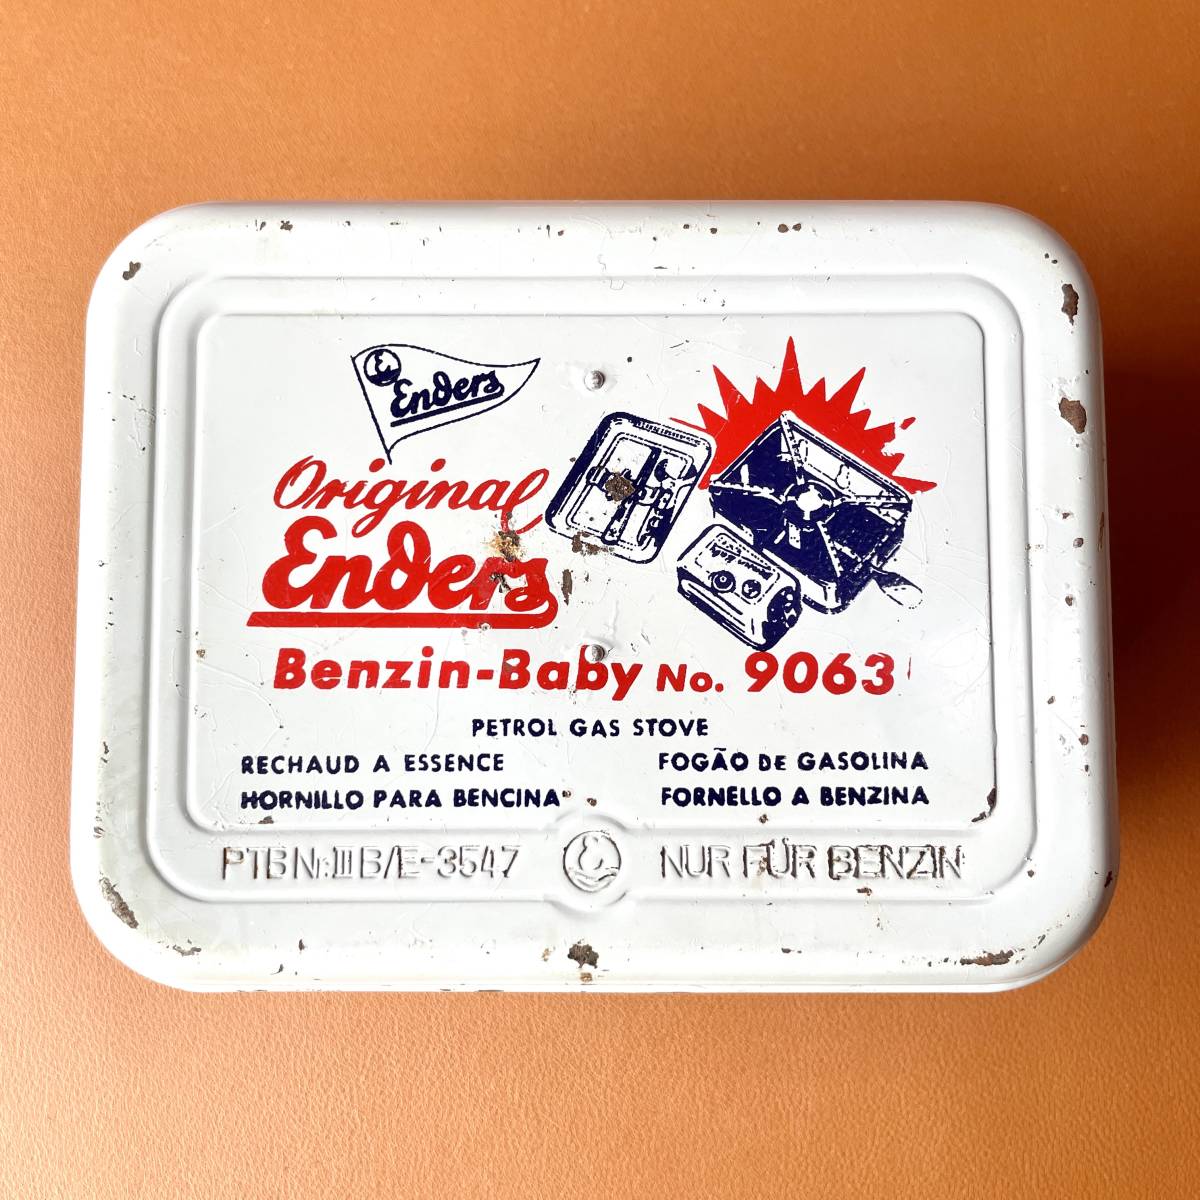 Enders
Original
Enders
Benzin-Baby No. 9063
PETROL GAS STOVE
RECHAUD A ESSENCE
FOGÃO DE GASOLINA
HORNILLO PARA BENCINA
FORNELLO A BENZINA
PTB Nr. III B/E-3547
NUR FÜR BENZIN